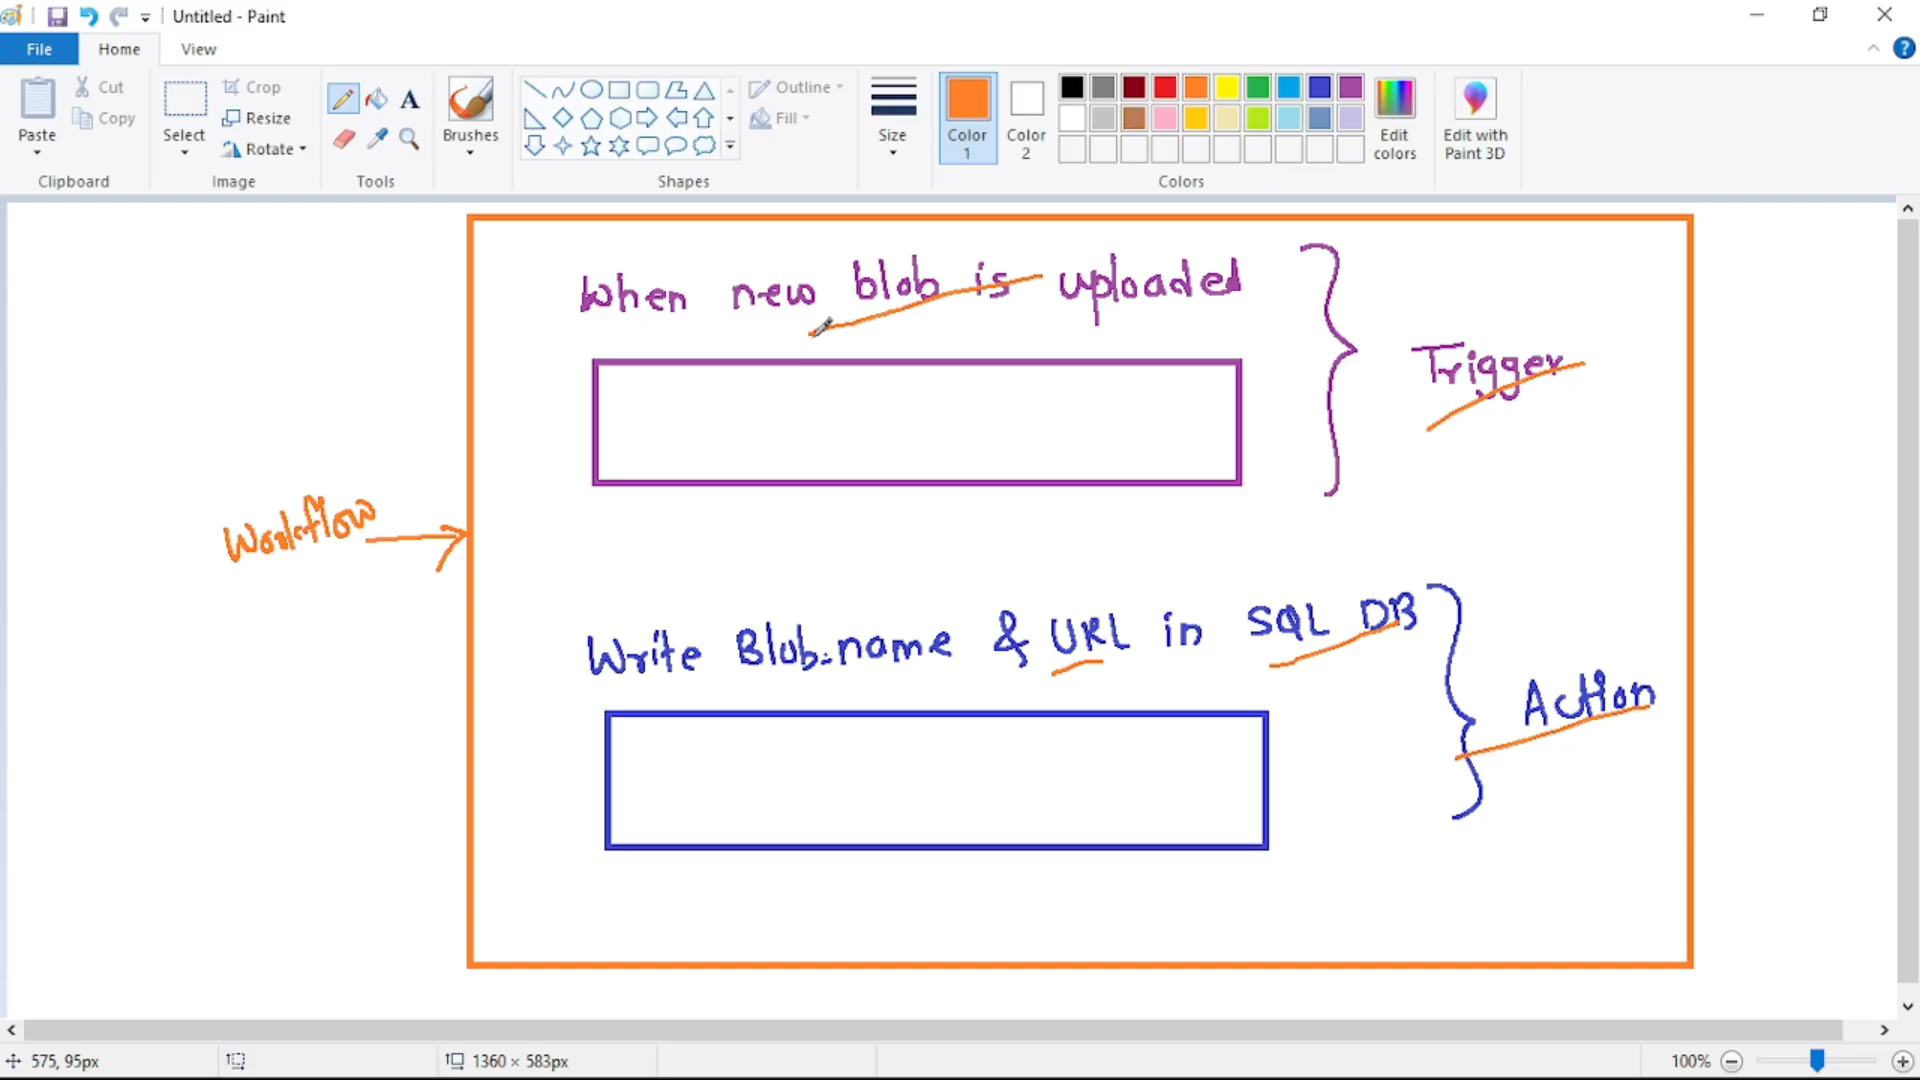 Untitled - Paint
File Home View
Paste Cut Copy Clipboard
Select Crop Resize Rotate Image
Tools
Brushes
Outline Fill Shapes
Size
Color 1 Color 2
Edit colors
Edit with Paint 3D
Colors
When new blob is uploaded
Trigger
Workflow
Write Blob-name & URL in SQL DB
Action
575, 95px
1360 × 583px
100%